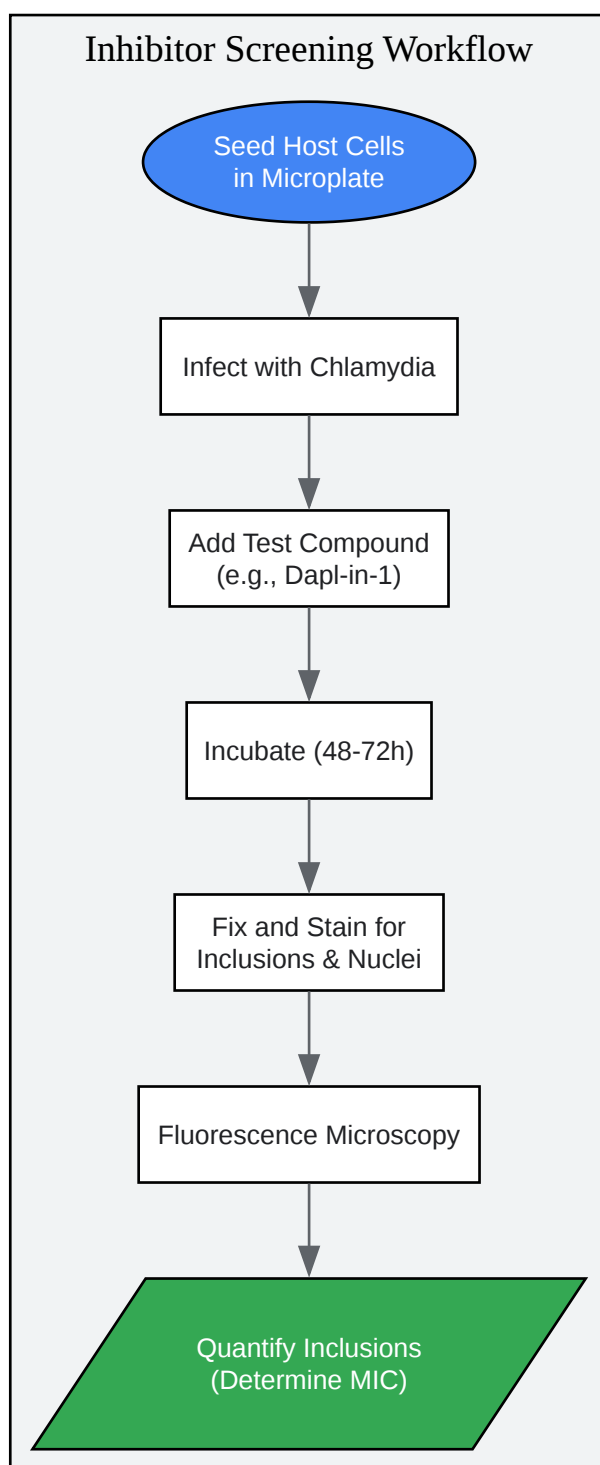 Inhibitor Screening Workflow
Seed Host Cells
in Microplate
Infect with Chlamydia
Add Test Compound
(e.g., Dapl-in-1)
Incubate (48-72h)
Fix and Stain for
Inclusions & Nuclei
Fluorescence Microscopy
Quantify Inclusions
(Determine MIC)